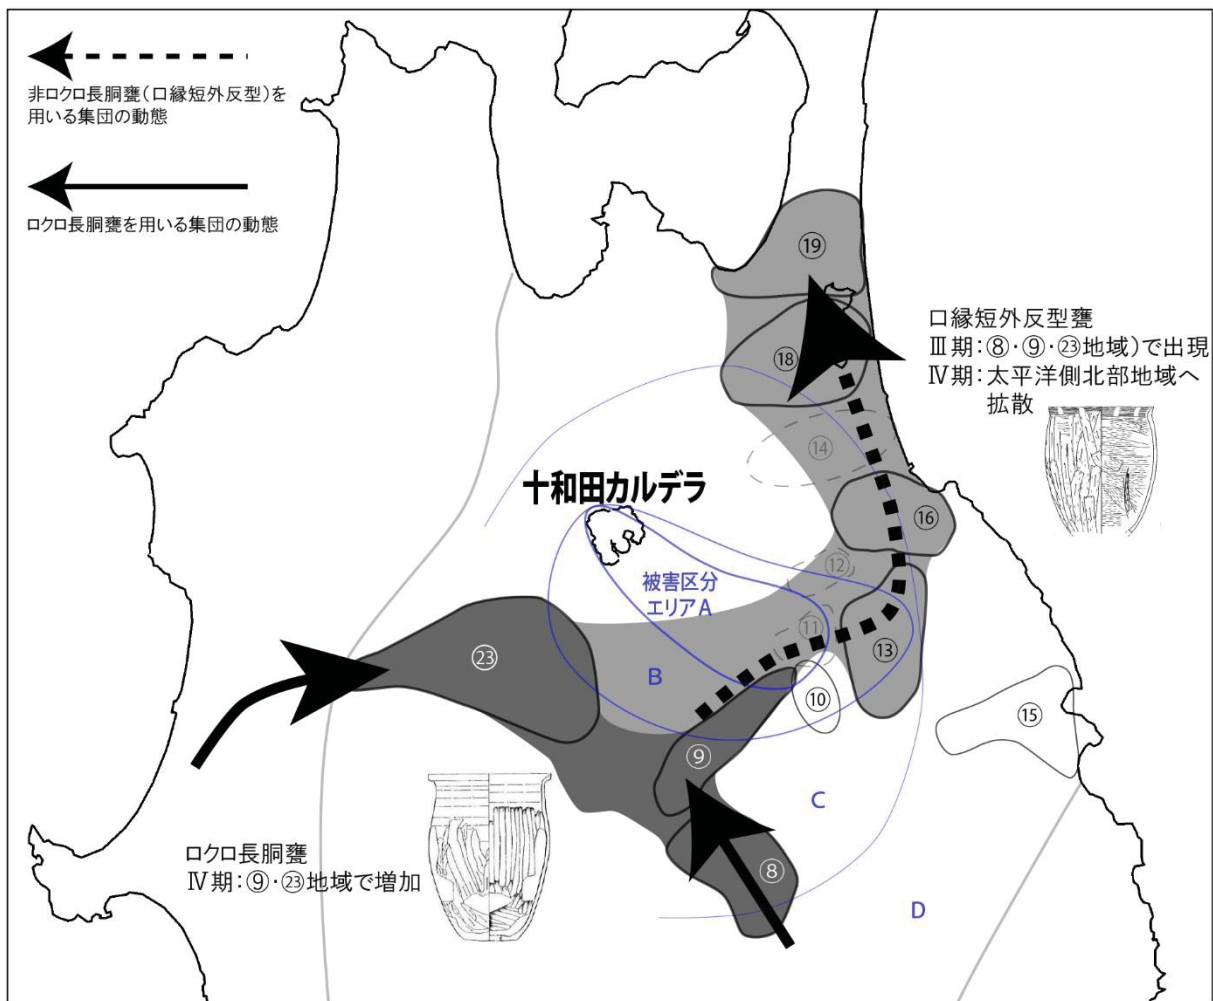 非ロクロ長胴甕(口縁短外反型)を
用いる集団の動態
ロクロ長胴甕を用いる集団の動態
⑲
口縁短外反型甕
Ⅲ期:⑧・⑨・㉓地域)で出現
Ⅳ期:太平洋側北部地域へ
拡散
⑱
⑭
十和田カルデラ
⑯
⑫
被害区分
エリアA
⑪
⑬
㉓
B
⑩
⑮
⑨
C
ロクロ長胴甕
Ⅳ期:⑨・㉓地域で増加
⑧
D